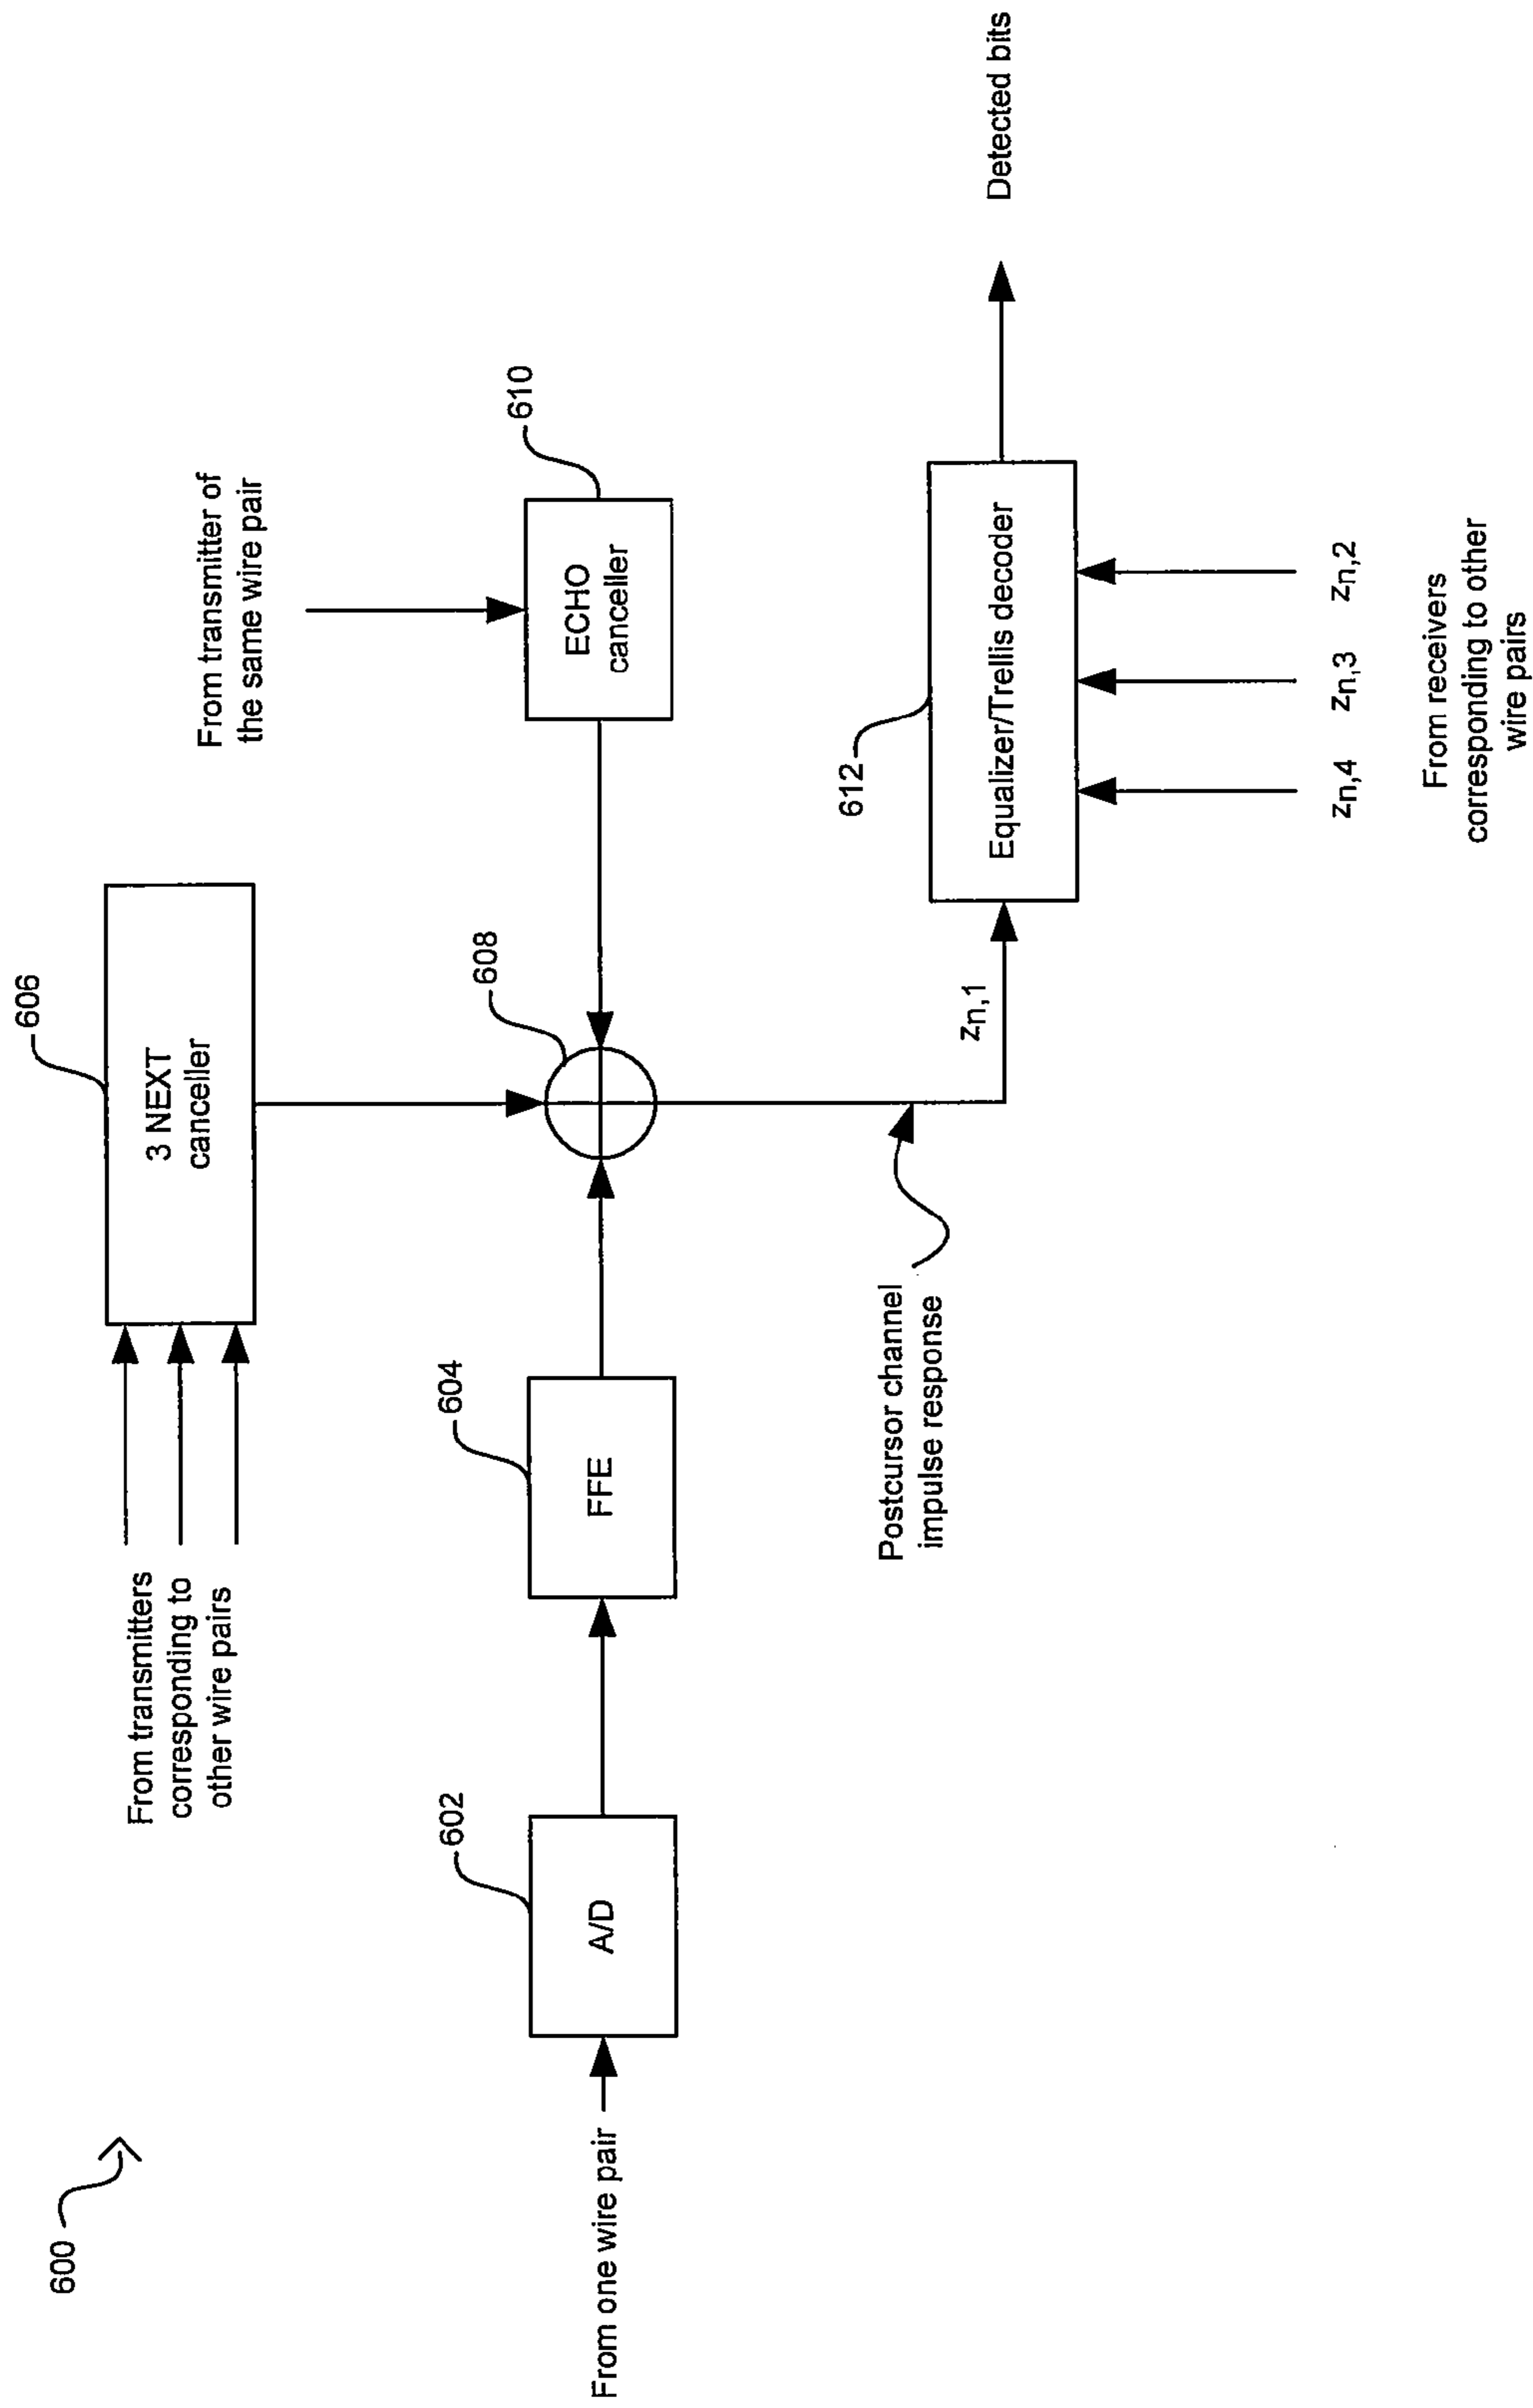 600
606
3 NEXT
canceller
From transmitters
corresponding to
other wire pairs
From transmitter of
the same wire pair
602
A/D
604
FFE
608
610
ECHO
canceller
From one wire pair
Postcursor channel
impulse response
zn,1
612
Equalizer/Trellis decoder
Detected bits
zn,4
zn,3
zn,2
From receivers
corresponding to other
wire pairs